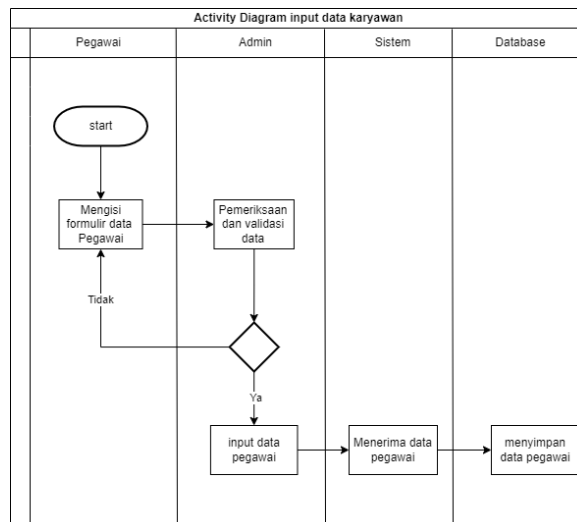 Activity Diagram input data karyawan
Pegawai
Admin
Sistem
Database
start
Mengisi
formulir data
Pegawai
Pemeriksaan
dan validasi
data
Tidak
Ya
input data
pegawai
Menerima data
pegawai
menyimpan
data pegawai